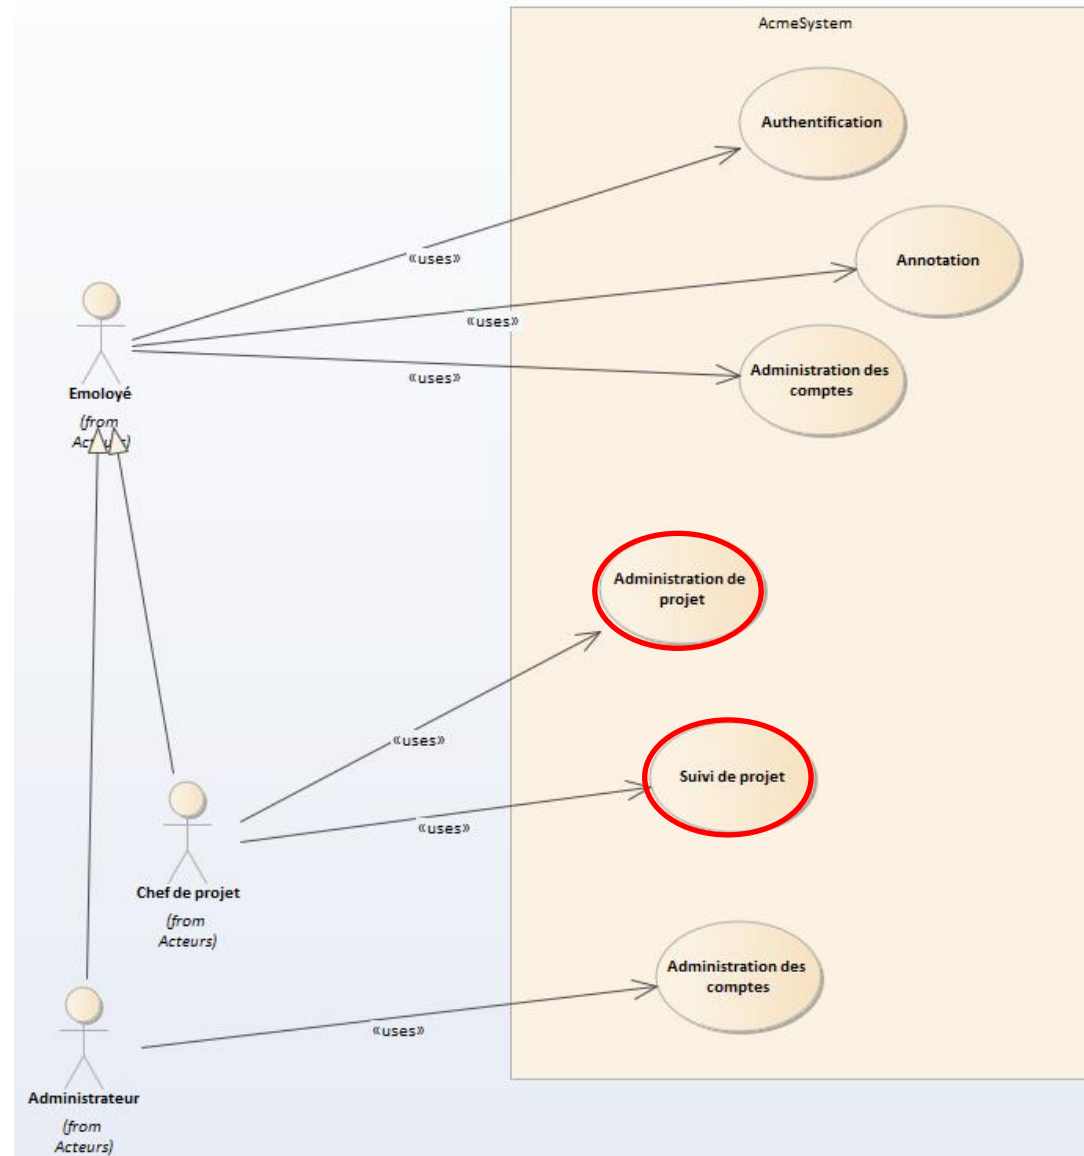 AcmeSystem
Authentification
«uses»
Annotation
«uses»
Administration des
comptes
«uses»
Emoloyé
(from
Acteurs)
Administration de
projet
«uses»
Suivi de projet
«uses»
Chef de projet
(from
Acteurs)
Administration des
comptes
«uses»
Administrateur
(from
Acteurs)